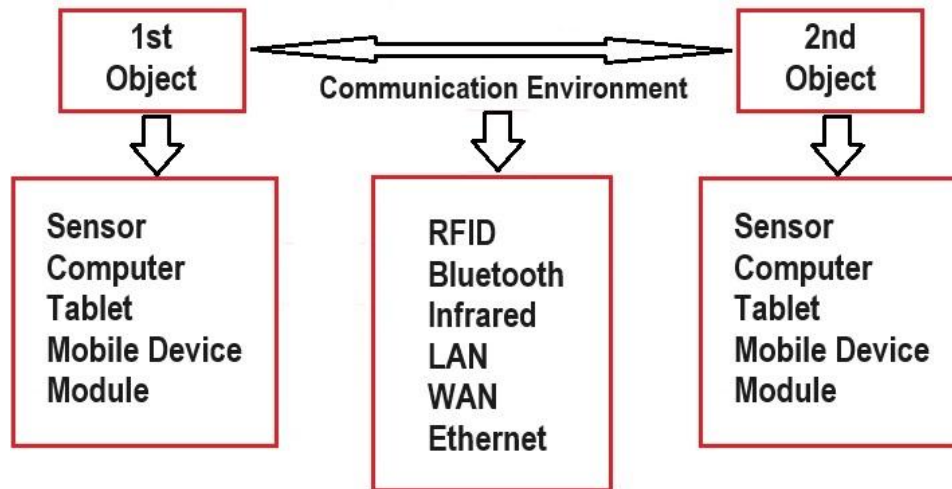 1st
Object
Communication Environment
2nd
Object
Sensor
Computer
Tablet
Mobile Device
Module
RFID
Bluetooth
Infrared
LAN
WAN
Ethernet
Sensor
Computer
Tablet
Mobile Device
Module